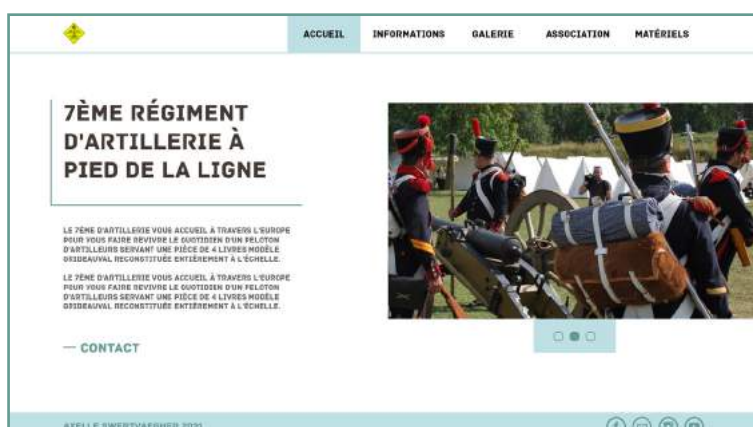 ACCUEIL INFORMATIONS GALERIE ASSOCIATION MATÉRIELS
7ÈME RÉGIMENT
D'ARTILLERIE À
PIED DE LA LIGNE
LE 7ÈME D'ARTILLERIE VOUS ACCUEIL À TRAVERS L'EUROPE
POUR VOUS FAIRE REVIVRE LE QUOTIDIEN D'UN PELOTON
D'ARTILLEURS SERVANT UNE PIÈCE DE 4 LIVRES MODÈLE
GRIBEAUVAL RECONSTITUÉE ENTIÈREMENT À L'ÉCHELLE.
LE 7ÈME D'ARTILLERIE VOUS ACCUEIL À TRAVERS L'EUROPE
POUR VOUS FAIRE REVIVRE LE QUOTIDIEN D'UN PELOTON
D'ARTILLEURS SERVANT UNE PIÈCE DE 4 LIVRES MODÈLE
GRIBEAUVAL RECONSTITUÉE ENTIÈREMENT À L'ÉCHELLE.
— CONTACT
AXELLE SWERTVAEGHER 2021